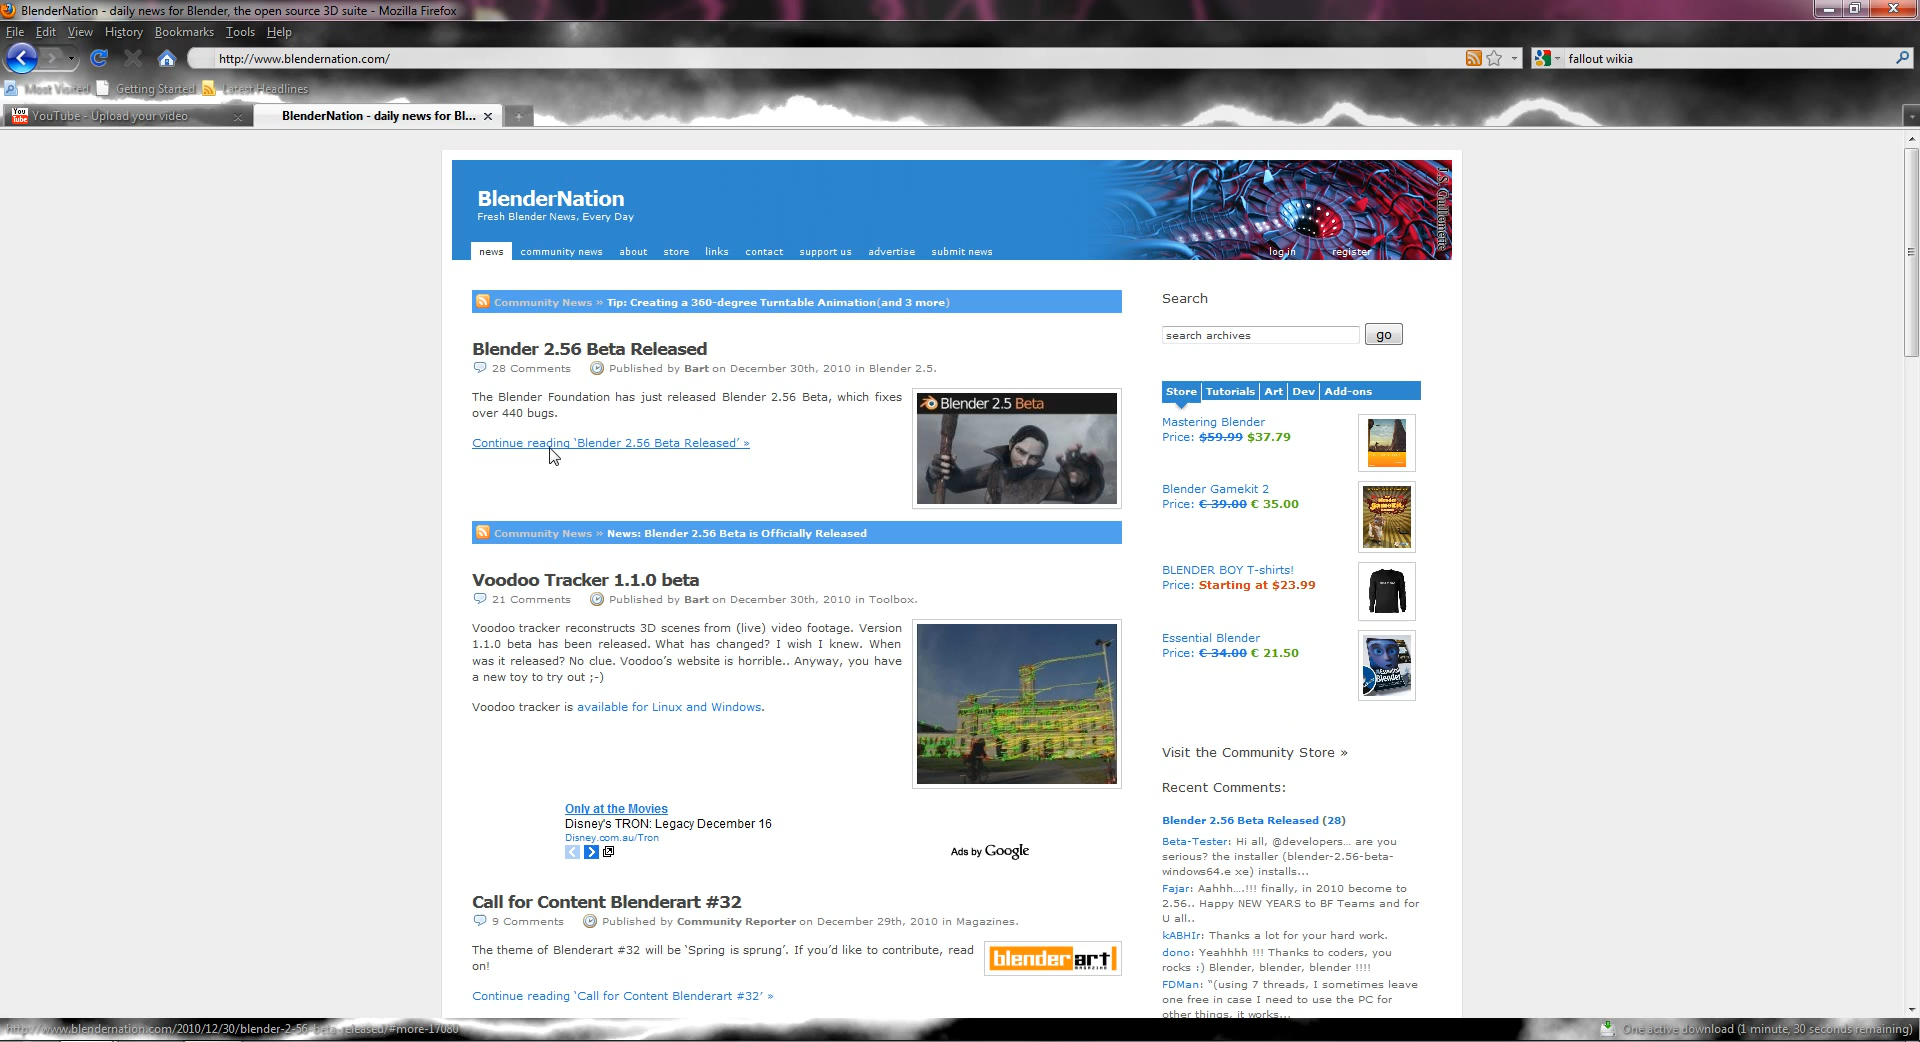 BlenderNation - daily news for Blender, the open source 3D suite - Mozilla Firefox
File Edit View History Bookmarks Tools Help
http://www.blendernation.com/
fallout wikia
Most Visited Getting Started Latest Headlines
YouTube - Upload your video
BlenderNation - daily news for Bl...
BlenderNation
Fresh Blender News, Every Day
news community news about store links contact support us advertise submit news log in register
Community News » Tip: Creating a 360-degree Turntable Animation(and 3 more)
Blender 2.56 Beta Released
28 Comments Published by Bart on December 30th, 2010 in Blender 2.5.
The Blender Foundation has just released Blender 2.56 Beta, which fixes
over 440 bugs.
Continue reading ‘Blender 2.56 Beta Released’ »
Blender 2.5 Beta
Community News » News: Blender 2.56 Beta is Officially Released
Voodoo Tracker 1.1.0 beta
21 Comments Published by Bart on December 30th, 2010 in Toolbox.
Voodoo tracker reconstructs 3D scenes from (live) video footage. Version
1.1.0 beta has been released. What has changed? I wish I knew. When
was it released? No clue. Voodoo’s website is horrible.. Anyway, you have
a new toy to try out ;-)
Voodoo tracker is available for Linux and Windows.
Only at the Movies
Disney's TRON: Legacy December 16
Disney.com.au/Tron
Ads by Google
Call for Content Blenderart #32
9 Comments Published by Community Reporter on December 29th, 2010 in Magazines.
The theme of Blenderart #32 will be ‘Spring is sprung’. If you’d like to contribute, read
on!
blenderart
MAGAZINE
Continue reading ‘Call for Content Blenderart #32’ »
Search
search archives
go
Store Tutorials Art Dev Add-ons
Mastering Blender
Price: $59.99 $37.79
Blender Gamekit 2
Price: € 39.00 € 35.00
BLENDER BOY T-shirts!
Price: Starting at $23.99
Essential Blender
Price: € 34.00 € 21.50
Visit the Community Store »
Recent Comments:
Blender 2.56 Beta Released (28)
Beta-Tester: Hi all, @developers... are you
serious? the installer (blender-2.56-beta-
windows64.e xe) installs...
Fajar: Aahhh....!!! finally, in 2010 become to
2.56.. Happy NEW YEARS to BF Teams and for
U all..
kABHIr: Thanks a lot for your hard work.
dono: Yeahhhh !!! Thanks to coders, you
rocks :) Blender, blender, blender !!!!
FDMan: “(using 7 threads, I sometimes leave
one free in case I need to use the PC for
other things, it works...
http://www.blendernation.com/2010/12/30/blender-2-56-beta-released/#more-17080
One active download (1 minute, 30 seconds remaining)